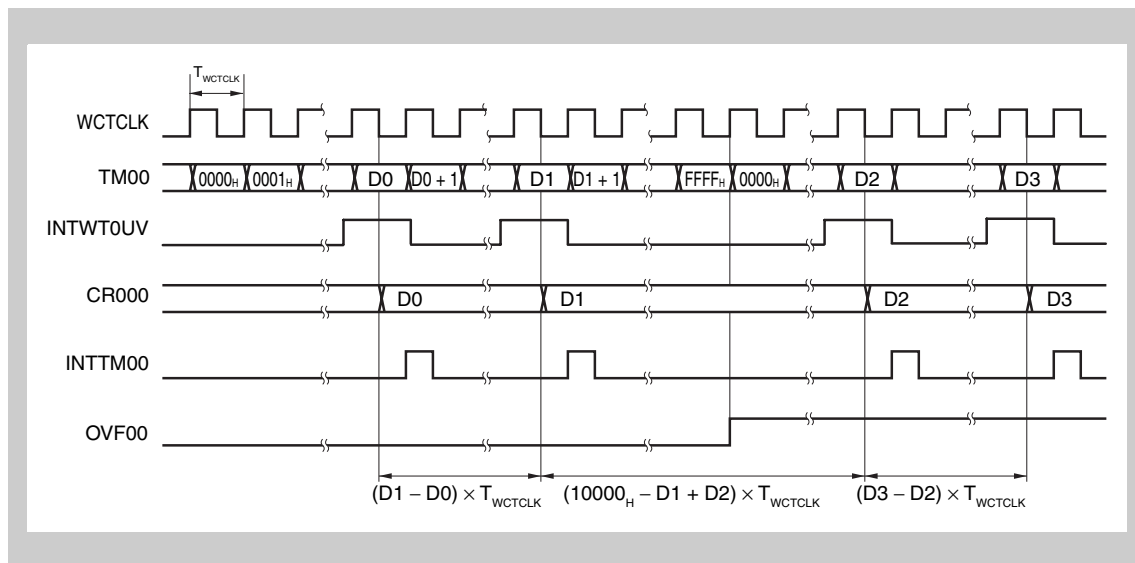 T WCTCLK
WCTCLK
TM00 0000H 0001H D0 D0 + 1 D1 D1 + 1 FFFFH 0000H D2 D3
INTWT0UV
CR000 D0 D1 D2 D3
INTTM00
OVF00
(D1 – D0) × TWCTCLK (10000H – D1 + D2) × TWCTCLK (D3 – D2) × TWCTCLK